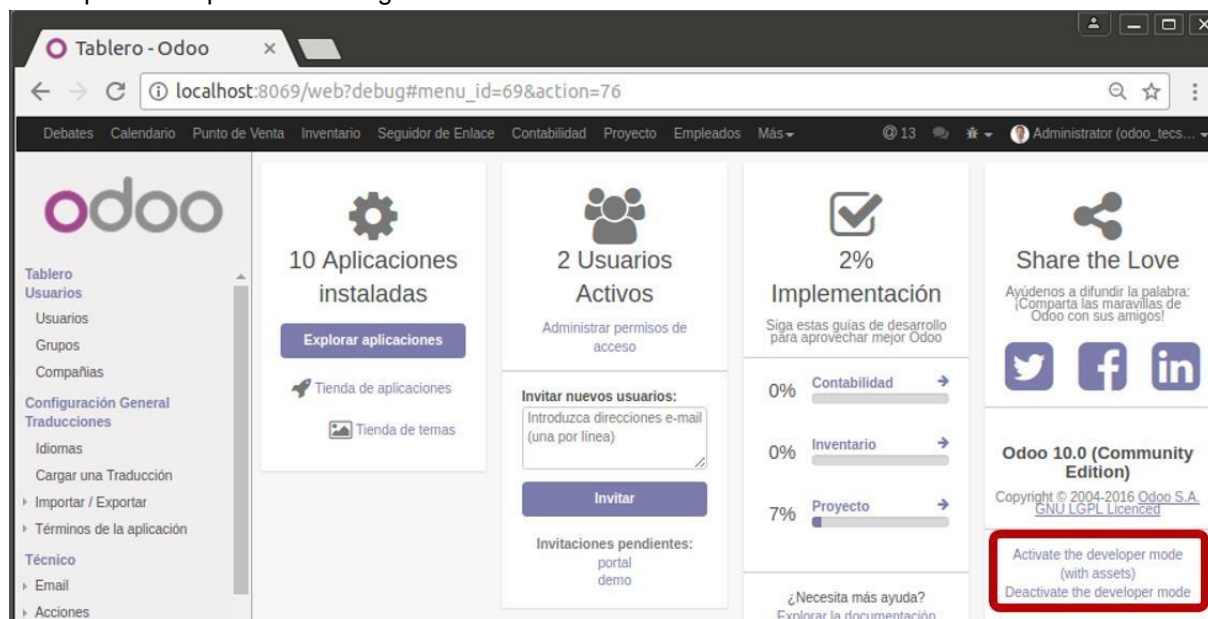 Tablero - Odoo
localhost:8069/web?debug#menu_id=69&action=76
Debates Calendario Punto de Venta Inventario Seguidor de Enlace Contabilidad Proyecto Empleados Más @ 13 Administrator (odoo_tecs...
odoo
Tablero
Usuarios
Usuarios
Grupos
Compañias
Configuración General
Traducciones
Idiomas
Cargar una Traducción
Importar / Exportar
Términos de la aplicación
Técnico
Email
Acciones
10 Aplicaciones
instaladas
Explorar aplicaciones
Tienda de aplicaciones
Tienda de temas
2 Usuarios
Activos
Administrar permisos de
acceso
Invitar nuevos usuarios:
Introduzca direcciones e-mail
(una por línea)
Invitar
Invitaciones pendientes:
portal
demo
2%
Implementación
Siga estas guías de desarrollo
para aprovechar mejor Odoo
0% Contabilidad
0% Inventario
7% Proyecto
¿Necesita más ayuda?
Explorar la documentación
Share the Love
Ayúdenos a difundir la palabra:
¡Comparta las maravillas de
Odoo con sus amigos!
Odoo 10.0 (Community
Edition)
Copyright © 2004-2016 Odoo S.A.
GNU LGPL Licenced
Activate the developer mode
(with assets)
Deactivate the developer mode